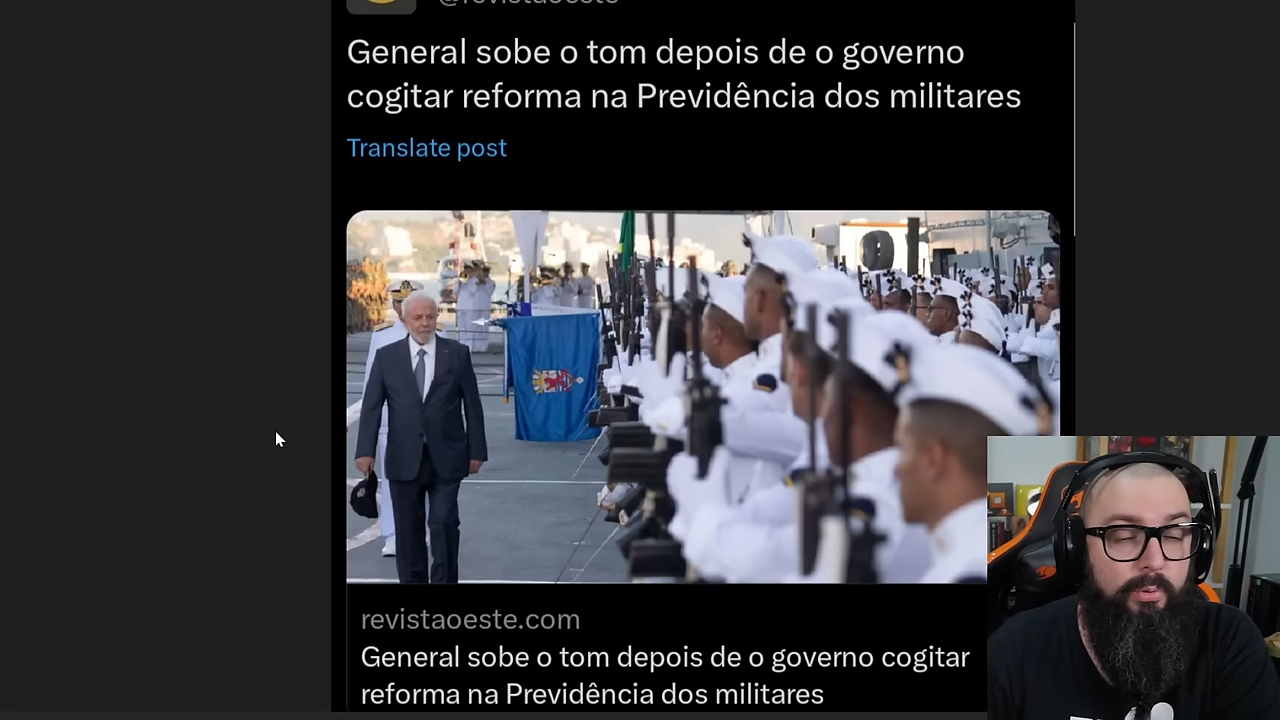 @revistaoeste
General sobe o tom depois de o governo
cogitar reforma na Previdência dos militares
Translate post
revistaoeste.com
General sobe o tom depois de o governo cogitar
reforma na Previdência dos militares